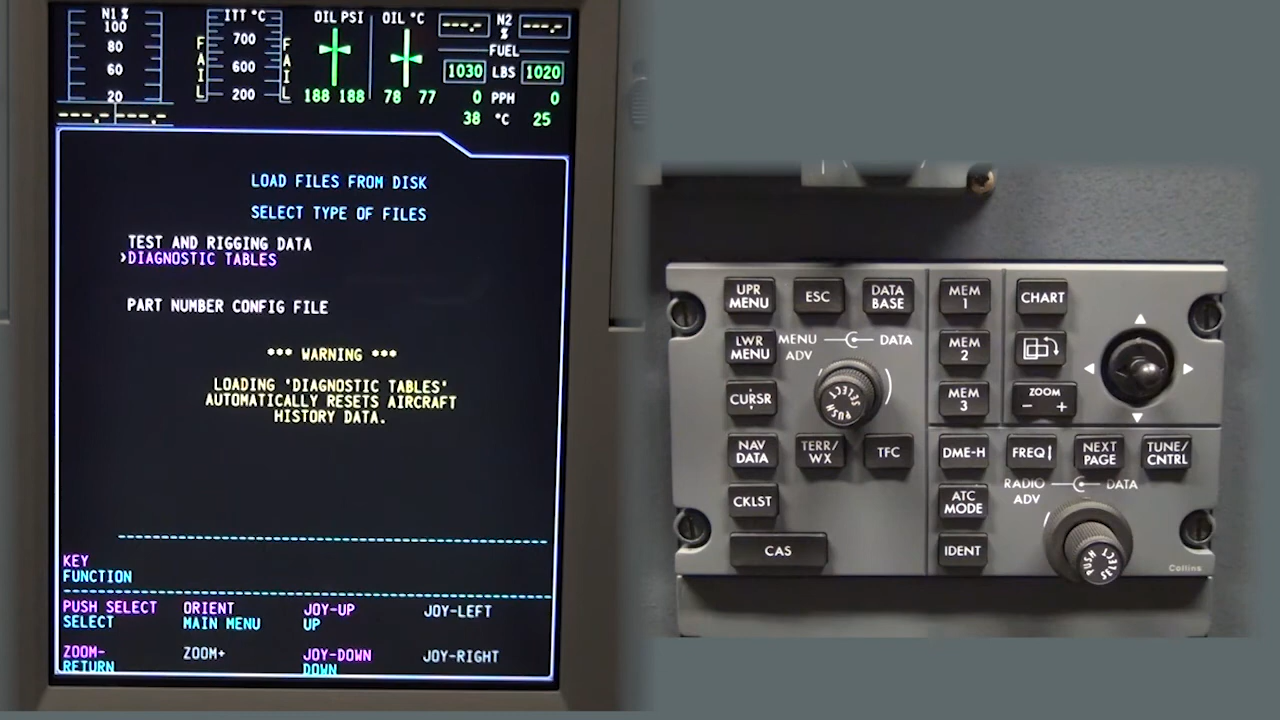 N1 % ITT °C OIL PSI OIL °C N2
100
80 700 %
FUEL
60 600 1030 LBS 1020
FAIL FAIL
20 200 188 188 78 77 0 PPH 0
---.- ---.- 38 °C 25
LOAD FILES FROM DISK
SELECT TYPE OF FILES
TEST AND RIGGING DATA
›DIAGNOSTIC TABLES
PART NUMBER CONFIG FILE
*** WARNING ***
LOADING 'DIAGNOSTIC TABLES'
AUTOMATICALLY RESETS AIRCRAFT
HISTORY DATA.
KEY
FUNCTION
PUSH SELECT ORIENT JOY-UP JOY-LEFT
SELECT MAIN MENU UP
ZOOM- ZOOM+ JOY-DOWN JOY-RIGHT
RETURN DOWN
UPR MENU ESC DATA BASE MEM 1 CHART
LWR MENU MENU ADV DATA MEM 2
CURSR PUSH SELECT MEM 3 ZOOM - +
NAV DATA TERR/WX TFC DME-H FREQ NEXT PAGE TUNE/CNTRL
CKLST ATC MODE RADIO ADV DATA
CAS IDENT PUSH SELECT
Collins